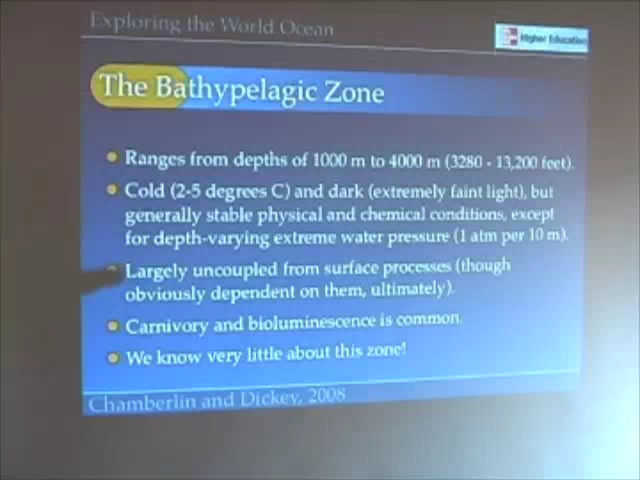 Exploring the World Ocean
Higher Education
The Bathypelagic Zone
Ranges from depths of 1000 m to 4000 m (3280 - 13,200 feet).
Cold (2-5 degrees C) and dark (extremely faint light), but
generally stable physical and chemical conditions, except
for depth-varying extreme water pressure (1 atm per 10 m).
Largely uncoupled from surface processes (though
obviously dependent on them, ultimately).
Carnivory and bioluminescence is common.
We know very little about this zone!
Chamberlin and Dickey, 2008